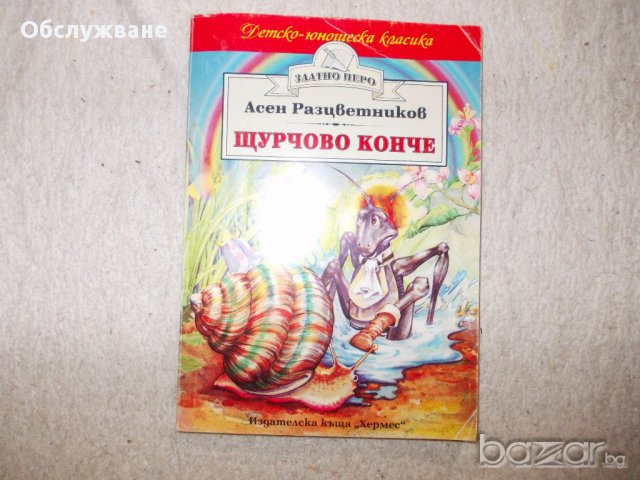 Обслужване
Детско-юношеска класика
ЗЛАТНО ПЕРО
Асен Разцветников
ЩУРЧОВО КОНЧЕ
Издателска къща „Хермес“
bazar.bg